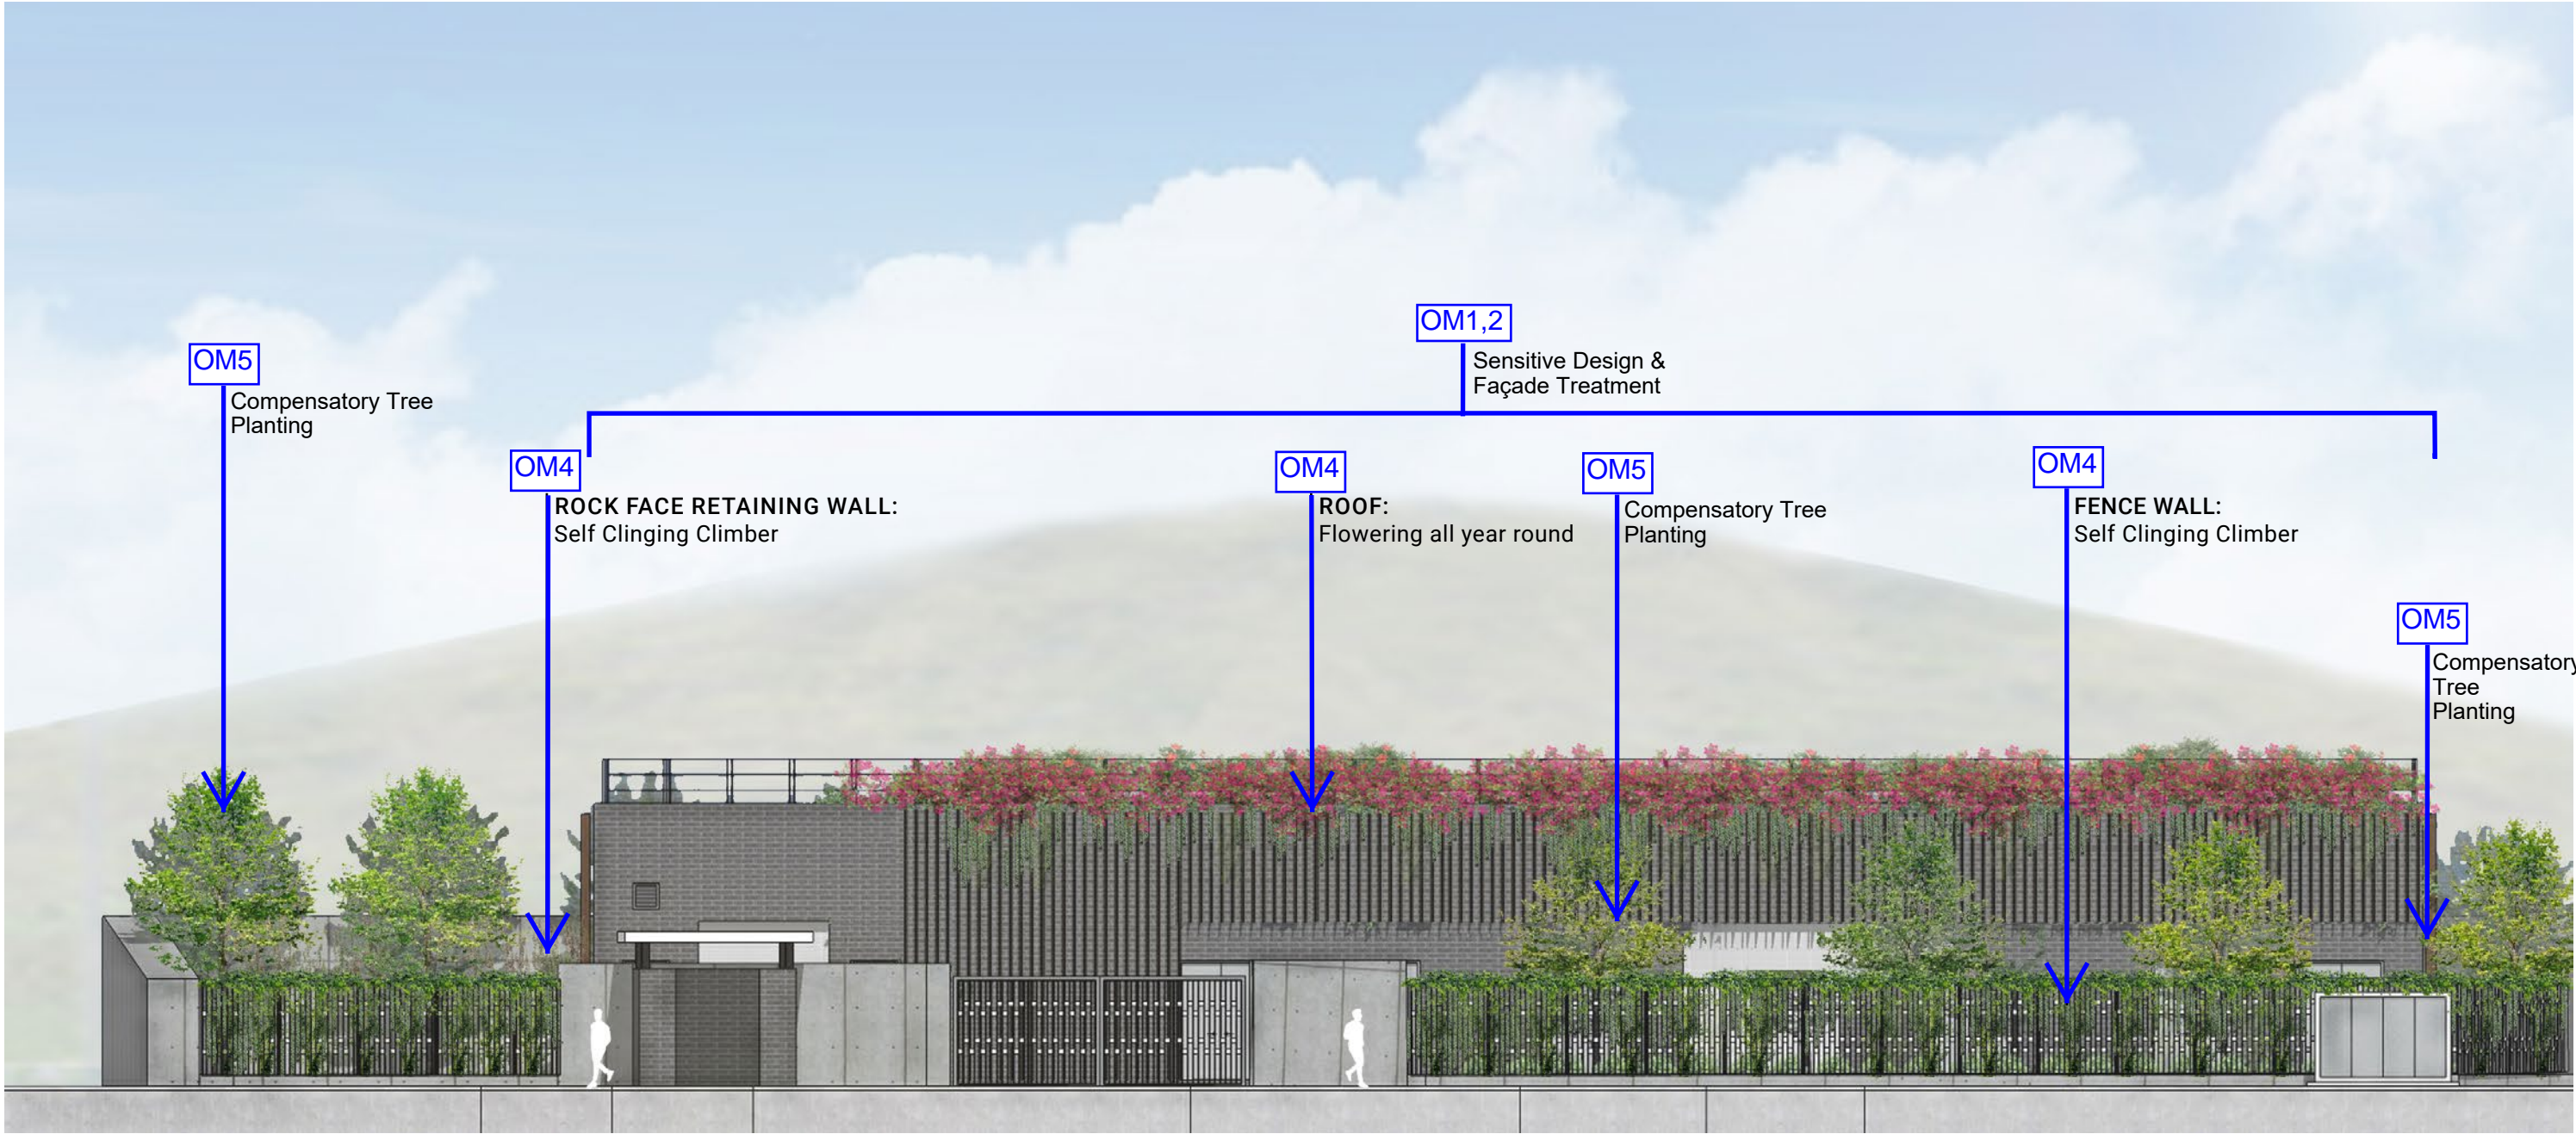 OM1,2
Sensitive Design &
Façade Treatment
OM5
Compensatory Tree
Planting
OM4
ROCK FACE RETAINING WALL:
Self Clinging Climber
OM4
ROOF:
Flowering all year round
OM5
Compensatory Tree
Planting
OM4
FENCE WALL:
Self Clinging Climber
OM5
Compensatory
Tree
Planting